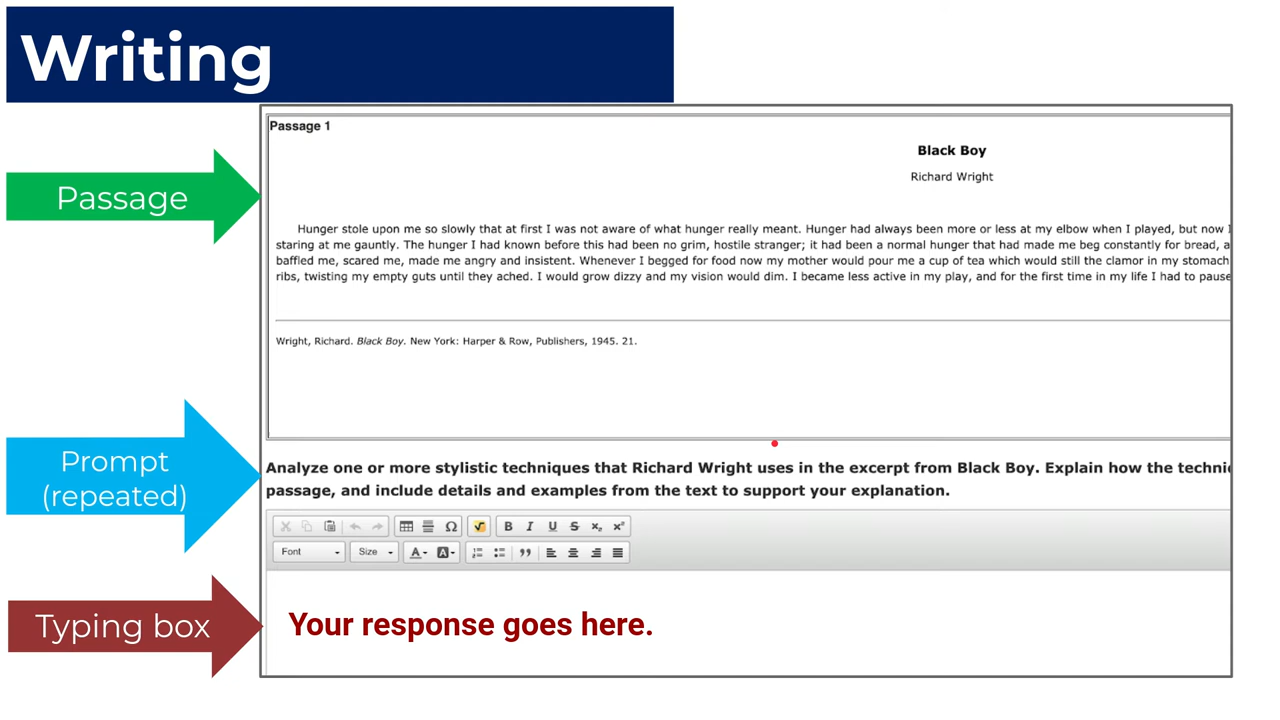 Writing
Passage
Passage 1
Black Boy
Richard Wright
Hunger stole upon me so slowly that at first I was not aware of what hunger really meant. Hunger had always been more or less at my elbow when I played, but now I
staring at me gauntly. The hunger I had known before this had been no grim, hostile stranger; it had been a normal hunger that had made me beg constantly for bread, a
baffled me, scared me, made me angry and insistent. Whenever I begged for food now my mother would pour me a cup of tea which would still the clamor in my stomach
ribs, twisting my empty guts until they ached. I would grow dizzy and my vision would dim. I became less active in my play, and for the first time in my life I had to pause
Wright, Richard. Black Boy. New York: Harper & Row, Publishers, 1945. 21.
Prompt
(repeated)
Analyze one or more stylistic techniques that Richard Wright uses in the excerpt from Black Boy. Explain how the techni
passage, and include details and examples from the text to support your explanation.
Ω B I U S x₂ x²
Font Size A A
Typing box
Your response goes here.